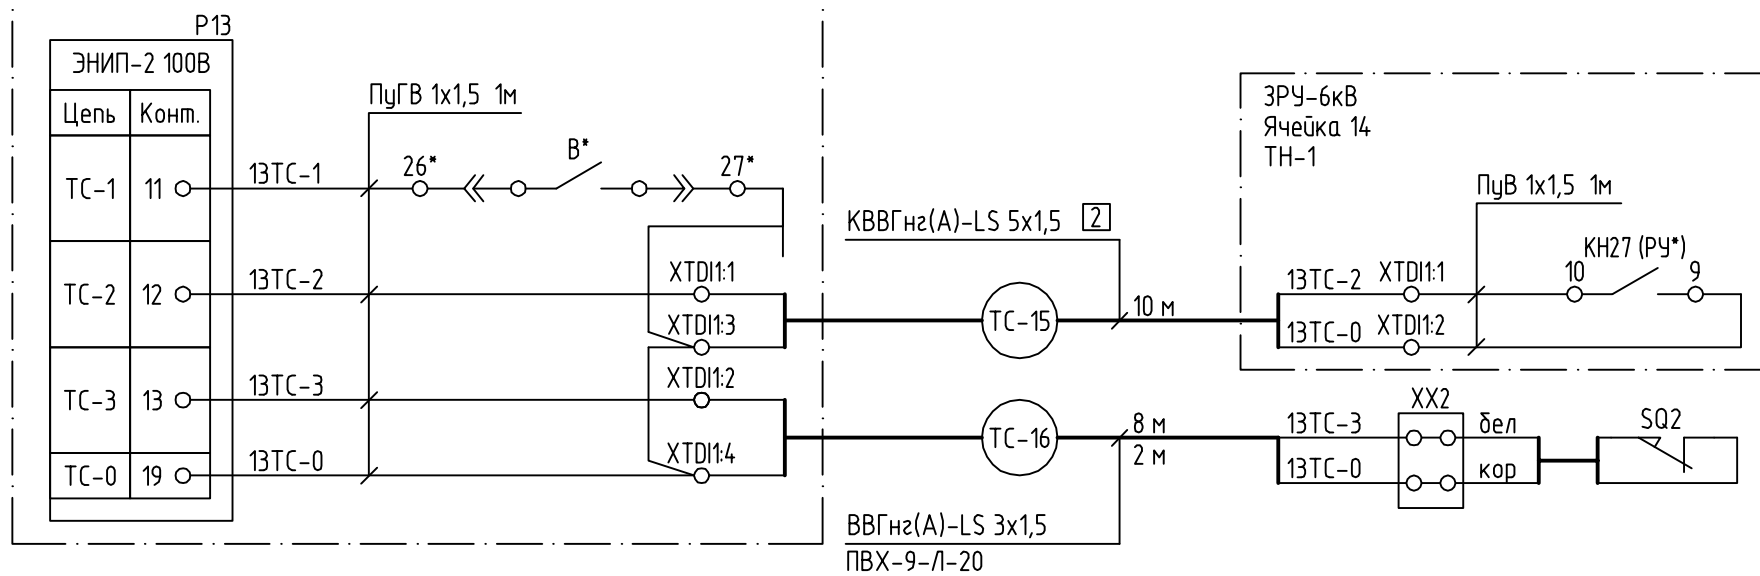 P13
ЭНИП-2 100В
Цепь Конт.
ТС-1 11
ТС-2 12
ТС-3 13
ТС-0 19
13ТС-1
13ТС-2
13ТС-3
13ТС-0
ПуГВ 1х1,5 1м
26*
В*
27*
XTDI1:1
XTDI1:3
XTDI1:2
XTDI1:4
КВВГнг(А)-LS 5х1,5 2
ТС-15
10 м
ТС-16
8 м
2 м
ВВГнг(А)-LS 3х1,5
ПВХ-9-Л-20
ЗРУ-6кВ
Ячейка 14
ТН-1
ПуВ 1х1,5 1м
КН27 (РУ*)
13ТС-2 XTDI1:1 10 9
13ТС-0 XTDI1:2
XX2
13ТС-3 бел SQ2
13ТС-0 кор